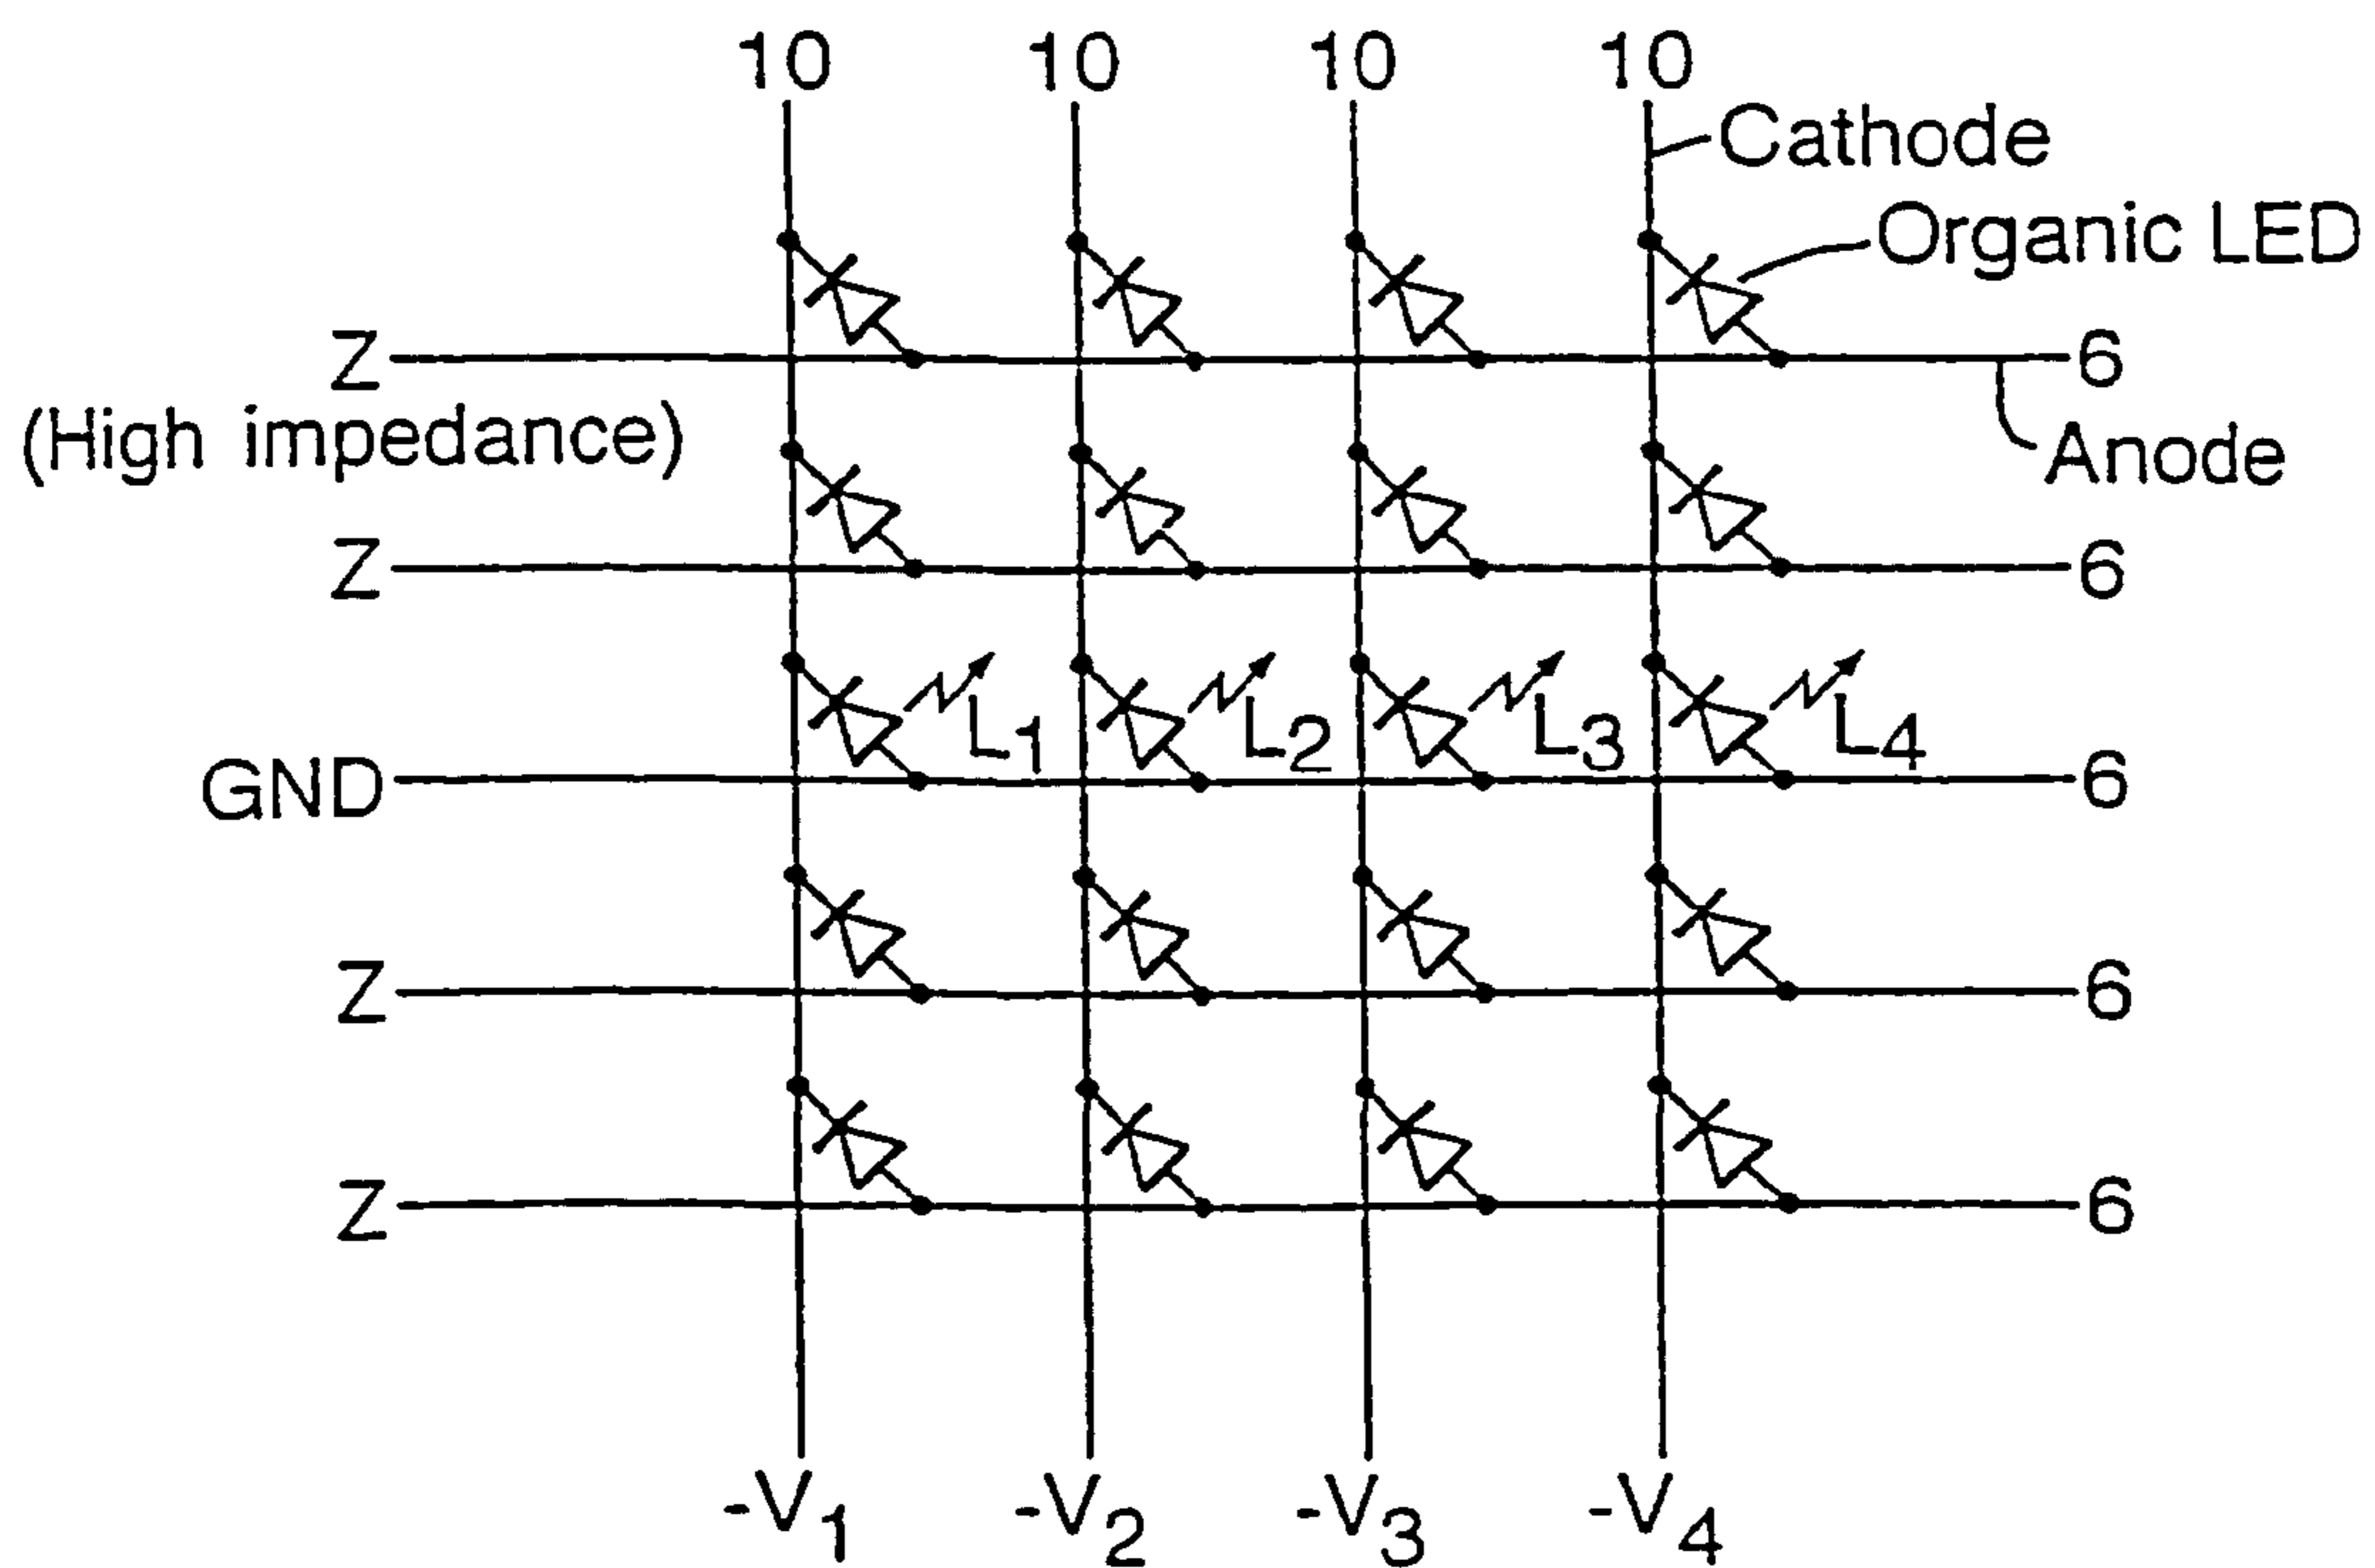 10 10 10 10
Cathode
Organic LED
Z 6
(High impedance)
Anode
Z 6
L1 L2 L3 L4
GND 6
Z 6
Z 6
-V1 -V2 -V3 -V4